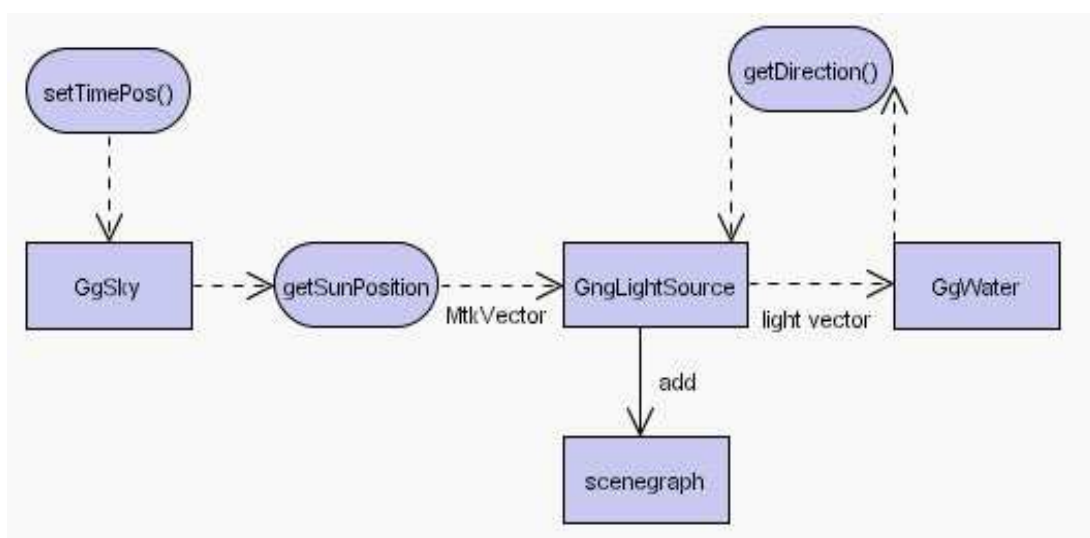 getDirection()
setTimePos()
GgSky
getSunPosition
MtkVector
GngLightSource
light vector
GgWater
add
scenegraph